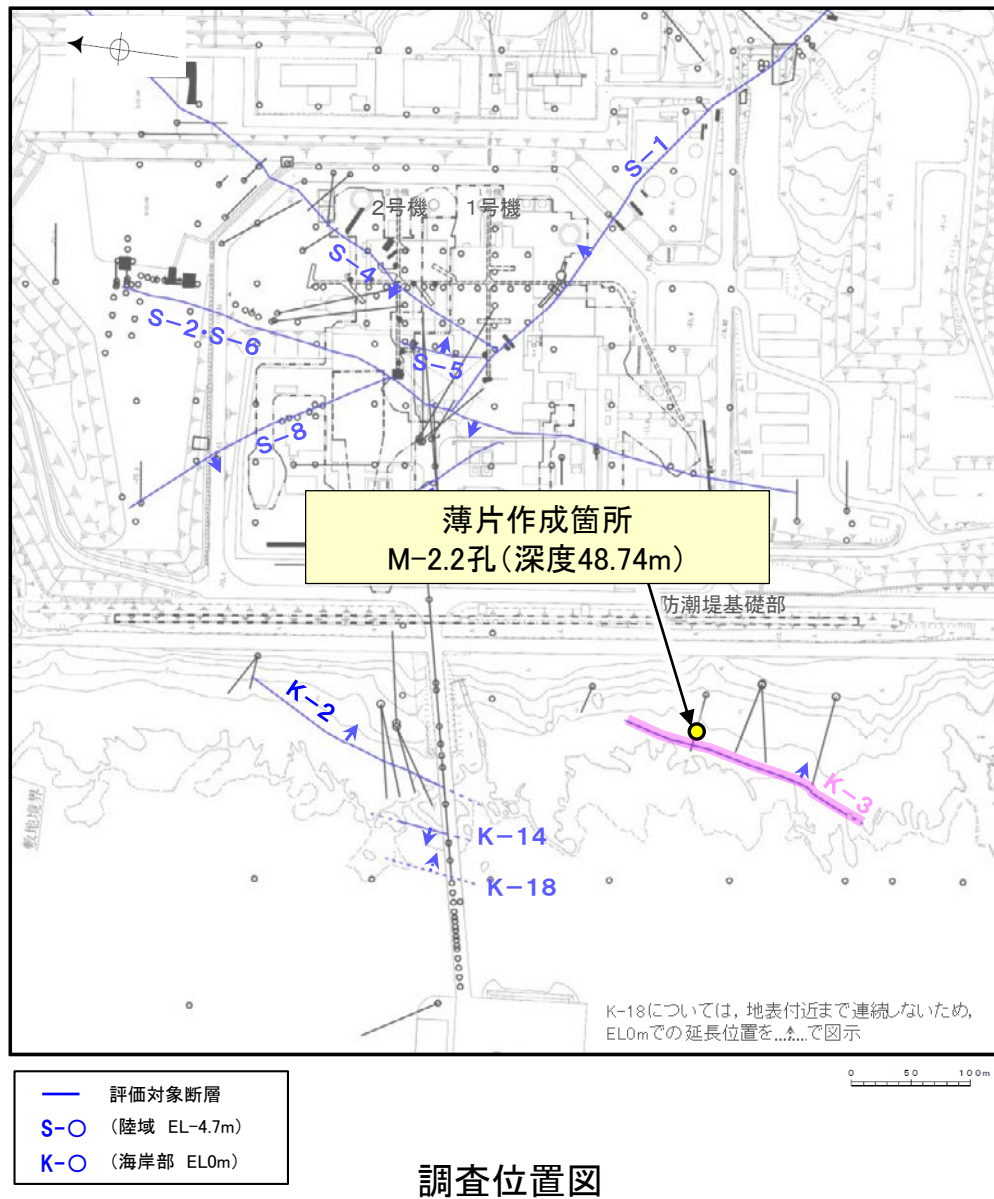 S-1
2号機
1号機
S-4
S-2・S-6
S-5
S-8
薄片作成箇所
M-2.2孔(深度48.74m)
防潮堤基礎部
K-2
K-3
敷地境界
K-14
K-18
K-18については，地表付近まで連続しないため，
EL0mでの延長位置を…で図示
0 50 100m
評価対象断層
S-○ (陸域 EL-4.7m)
K-○ (海岸部 EL0m)
調査位置図